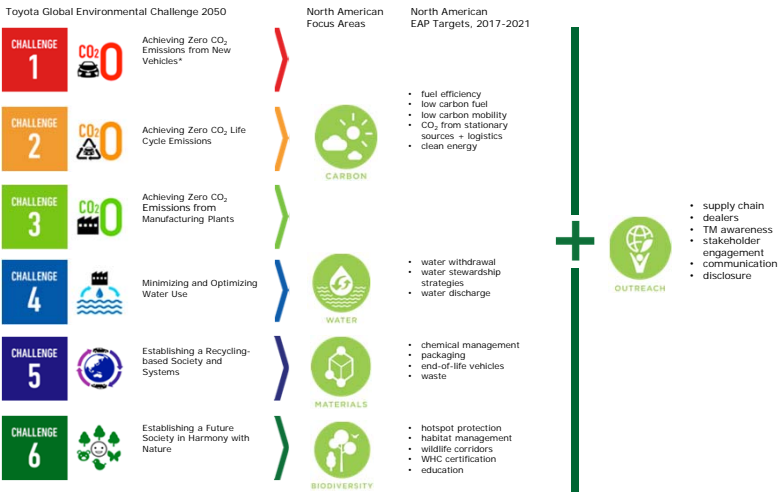 Toyota Global Environmental Challenge 2050
North American
Focus Areas
North American
EAP Targets, 2017-2021
CHALLENGE
1
CO₂
0
Achieving Zero CO₂
Emissions from New
Vehicles*
CHALLENGE
2
CO₂
0
Achieving Zero CO₂ Life
Cycle Emissions
CHALLENGE
3
CO₂
0
Achieving Zero CO₂
Emissions from
Manufacturing Plants
CARBON
• fuel efficiency
• low carbon fuel
• low carbon mobility
• CO₂ from stationary
sources + logistics
• clean energy
CHALLENGE
4
Minimizing and Optimizing
Water Use
WATER
• water withdrawal
• water stewardship
strategies
• water discharge
CHALLENGE
5
Establishing a Recycling-
based Society and
Systems
MATERIALS
• chemical management
• packaging
• end-of-life vehicles
• waste
CHALLENGE
6
Establishing a Future
Society in Harmony with
Nature
BIODIVERSITY
• hotspot protection
• habitat management
• wildlife corridors
• WHC certification
• education
OUTREACH
• supply chain
• dealers
• TM awareness
• stakeholder
engagement
• communication
• disclosure